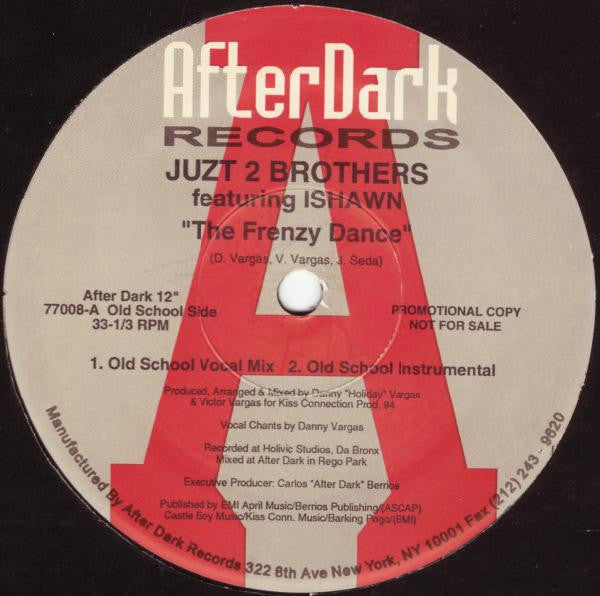 AfterDark
RECORDS
JUZT 2 BROTHERS
featuring ISHAWN
"The Frenzy Dance"
(D. Vargas, V. Vargas, J. Seda)
After Dark 12"
77008-A Old School Side
33-1/3 RPM
PROMOTIONAL COPY
NOT FOR SALE
1. Old School Vocal Mix 2. Old School Instrumental
Produced, Arranged & Mixed by Danny "Holiday" Vargas
& Victor Vargas for Kiss Connection Prod. 94
Vocal Chants by Danny Vargas
Recorded at Holivic Studios, Da Bronx
Mixed at After Dark in Rego Park
Executive Producer: Carlos "After Dark" Berrios
Published by EMI April Music/Berrios Publishing/(ASCAP)
Castle Boy Music/Kiss Conn. Music/Barking Pogo/(EMI)
Manufactured By After Dark Records 322 8th Ave New York, NY 10001 Fax (212) 243 - 9820